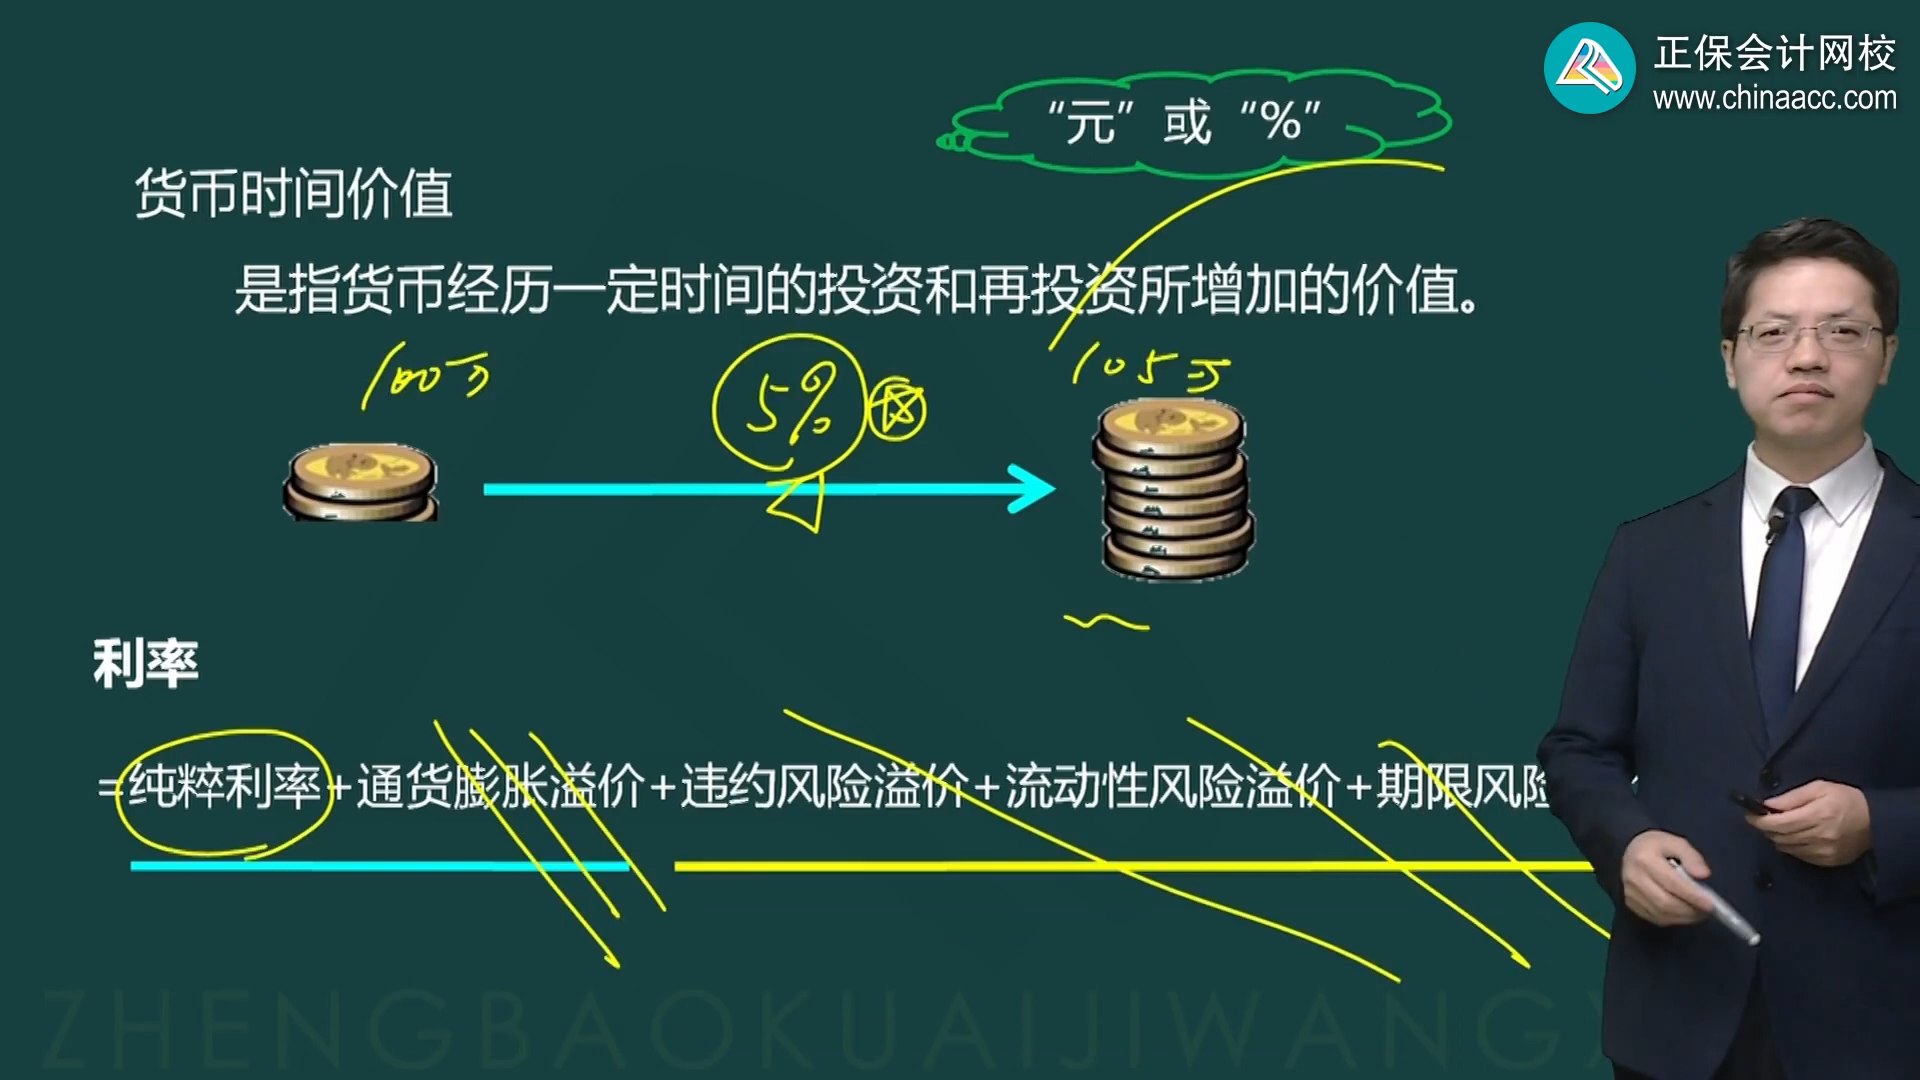 正保会计网校
www.chinaacc.com
“元”或“%”
货币时间价值
是指货币经历一定时间的投资和再投资所增加的价值。
100万
5%
105万
利率
=纯粹利率+通货膨胀溢价+违约风险溢价+流动性风险溢价+期限风险
ZHENGBAOKUAIJIWANGX